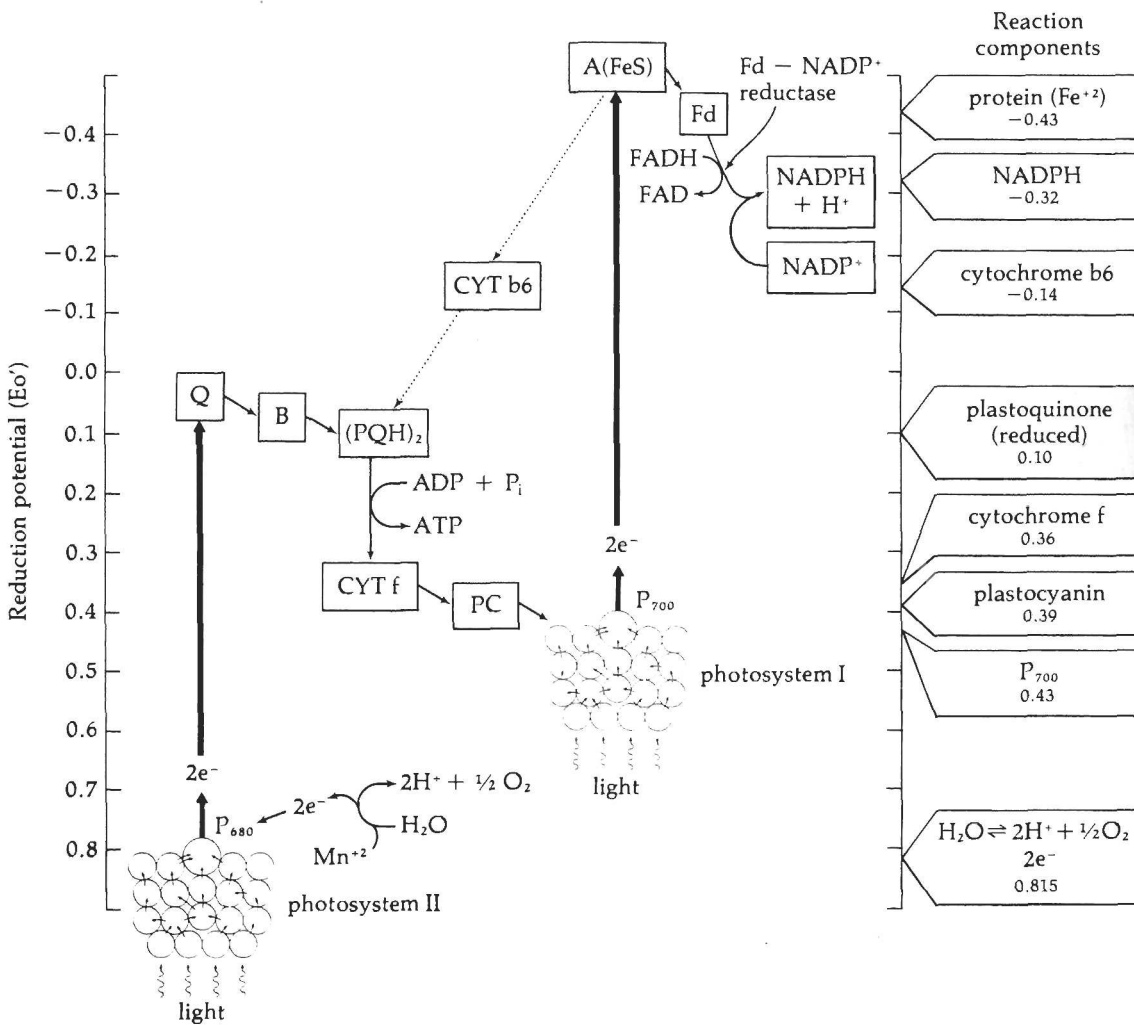 Reaction
components
A(FeS)
Fd − NADP⁺
reductase
Fd
FADH
FAD
NADPH
+ H⁺
NADP⁺
CYT b6
Q
B
(PQH)₂
ADP + Pᵢ
ATP
CYT f
PC
2e⁻
P₇₀₀
photosystem I
light
2e⁻
P₆₈₀
2e⁻
2H⁺ + ½ O₂
H₂O
Mn⁺²
photosystem II
light
Reduction potential (Eo′)
−0.4
−0.3
−0.2
−0.1
0.0
0.1
0.2
0.3
0.4
0.5
0.6
0.7
0.8
protein (Fe⁺²)
−0.43
NADPH
−0.32
cytochrome b6
−0.14
plastoquinone
(reduced)
0.10
cytochrome f
0.36
plastocyanin
0.39
P₇₀₀
0.43
H₂O ⇌ 2H⁺ + ½O₂
2e⁻
0.815